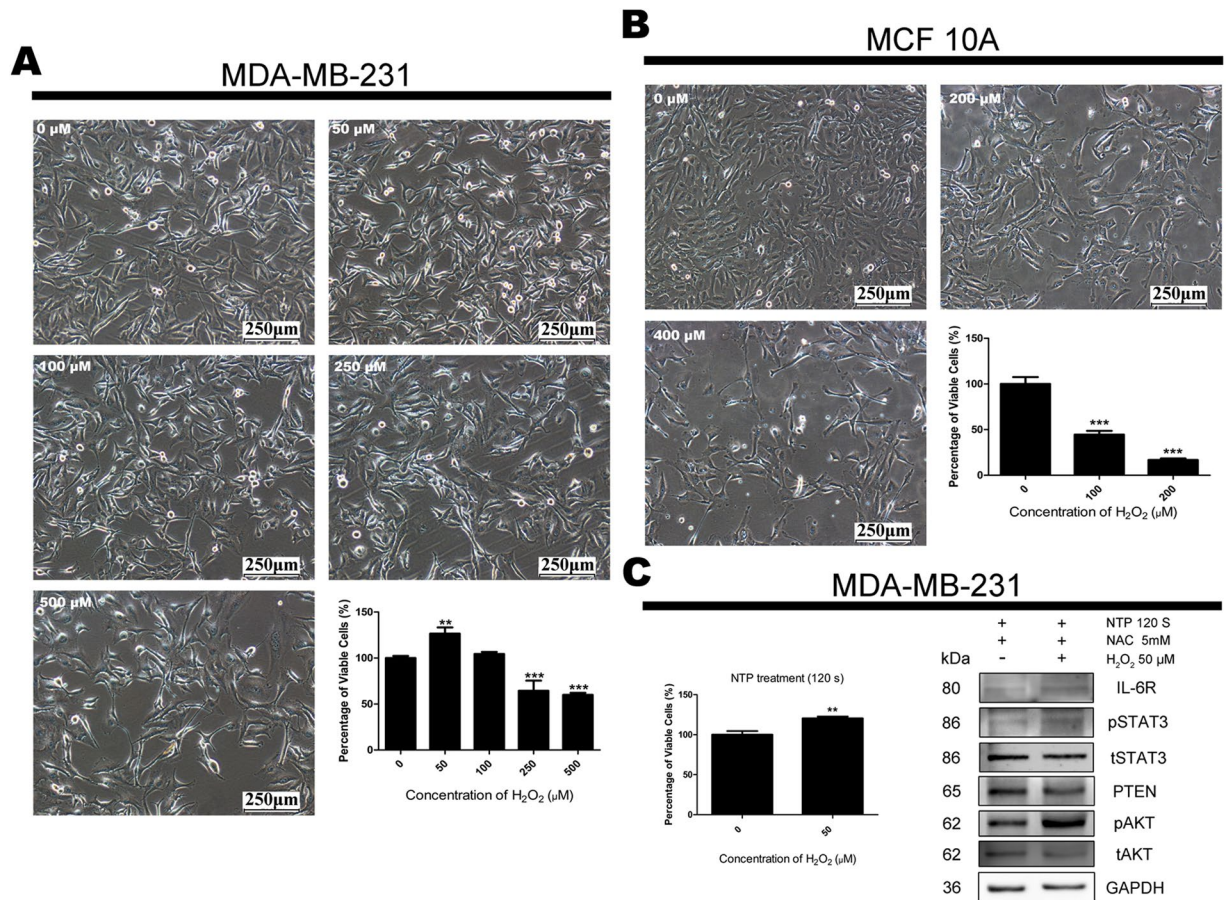 A
MDA-MB-231
0 µM
250µm
50 µM
250µm
100 µM
250µm
250 µM
250µm
500 µM
250µm
Percentage of Viable Cells (%)
150
100
50
0
**
***
***
0
50
100
250
500
Concentration of H₂O₂ (µM)
B
MCF 10A
0 µM
250µm
200 µM
250µm
400 µM
250µm
Percentage of Viable Cells (%)
150
100
50
0
***
***
0
100
200
Concentration of H₂O₂ (µM)
C
MDA-MB-231
NTP treatment (120 s)
Percentage of Viable Cells (%)
150
100
50
0
**
0
50
Concentration of H₂O₂ (µM)
+ + NTP 120 S
+ + NAC 5mM
kDa - + H₂O₂ 50 µM
80 IL-6R
86 pSTAT3
86 tSTAT3
65 PTEN
62 pAKT
62 tAKT
36 GAPDH